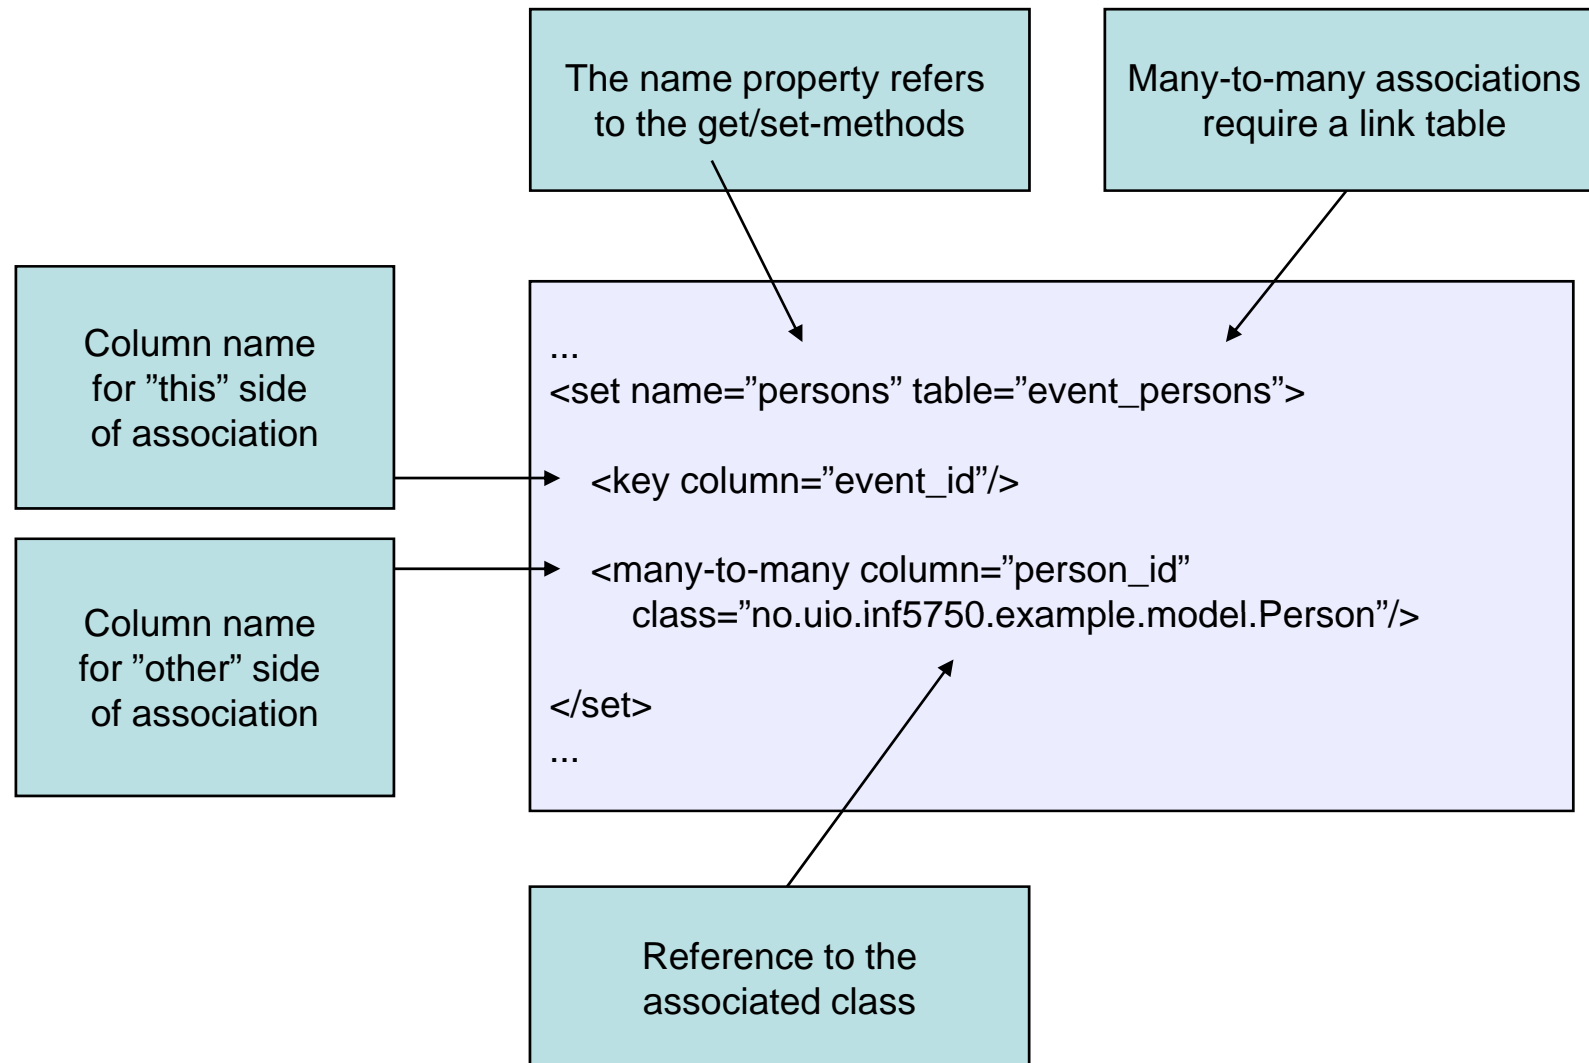 The name property refers
to the get/set-methods
Many-to-many associations
require a link table
Column name
for ”this” side
of association
Column name
for ”other” side
of association
...
<set name=”persons” table=”event_persons”>
<key column=”event_id”/>
<many-to-many column=”person_id”
class=”no.uio.inf5750.example.model.Person”/>
</set>
...
Reference to the
associated class